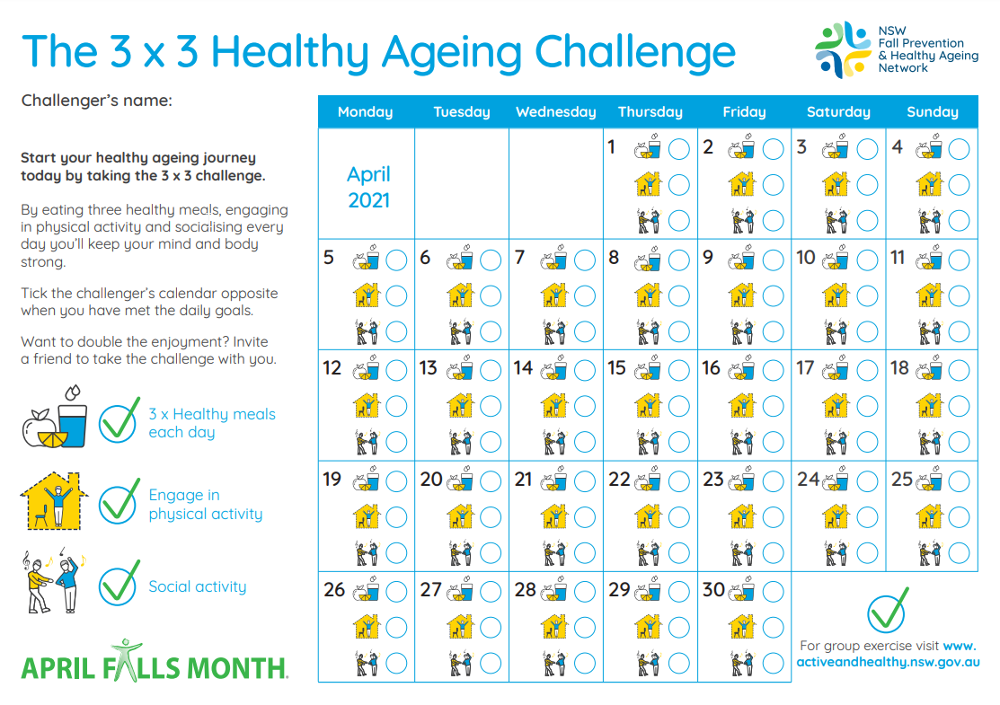 The 3 x 3 Healthy Ageing Challenge
NSW
Fall Prevention
& Healthy Ageing
Network
Challenger's name:
Start your healthy ageing journey
today by taking the 3 x 3 challenge.
By eating three healthy meals, engaging
in physical activity and socialising every
day you'll keep your mind and body
strong.
Tick the challenger's calendar opposite
when you have met the daily goals.
Want to double the enjoyment? Invite
a friend to take the challenge with you.
3 x Healthy meals
each day
Engage in
physical activity
Social activity
APRIL FALLS MONTH.
Monday Tuesday Wednesday Thursday Friday Saturday Sunday
April
2021
1 2 3 4
5 6 7 8 9 10 11
12 13 14 15 16 17 18
19 20 21 22 23 24 25
26 27 28 29 30
For group exercise visit www.
activeandhealthy.nsw.gov.au